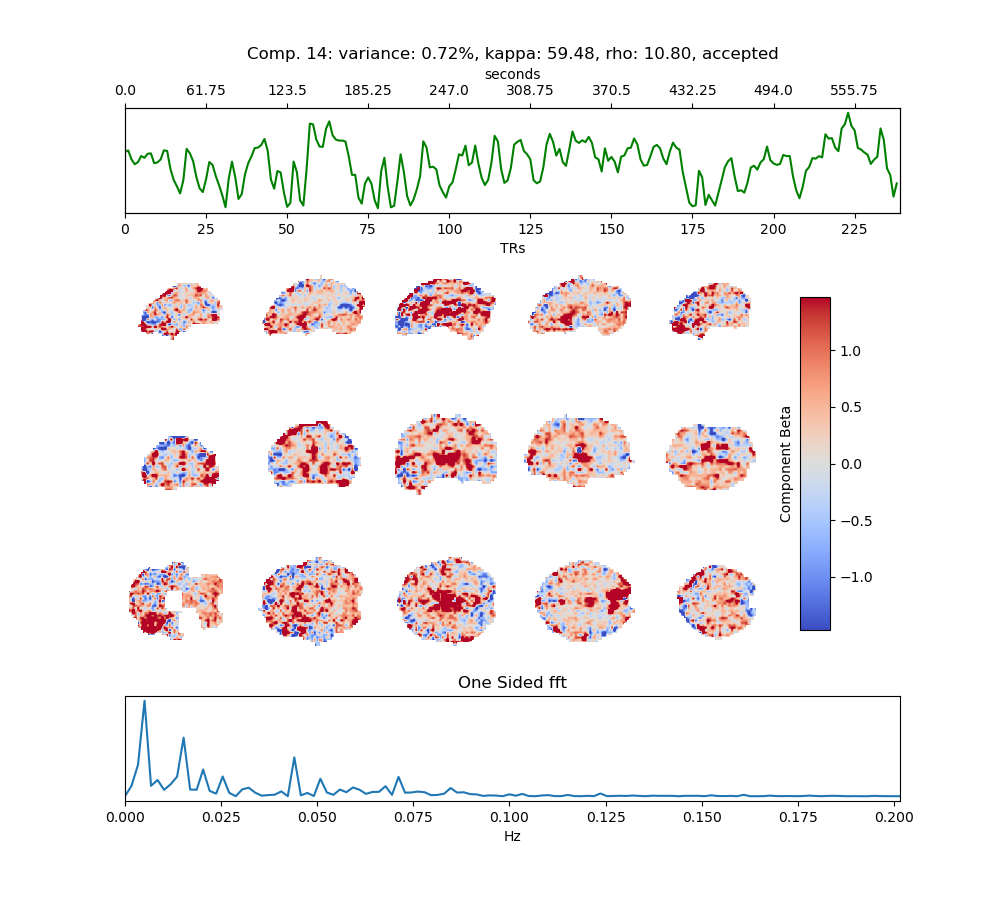 Comp. 14: variance: 0.72%, kappa: 59.48, rho: 10.80, accepted
seconds
0.0 61.75 123.5 185.25 247.0 308.75 370.5 432.25 494.0 555.75
0 25 50 75 100 125 150 175 200 225
TRs
1.0
0.5
0.0
−0.5
−1.0
Component Beta
One Sided fft
0.000 0.025 0.050 0.075 0.100 0.125 0.150 0.175 0.200
Hz